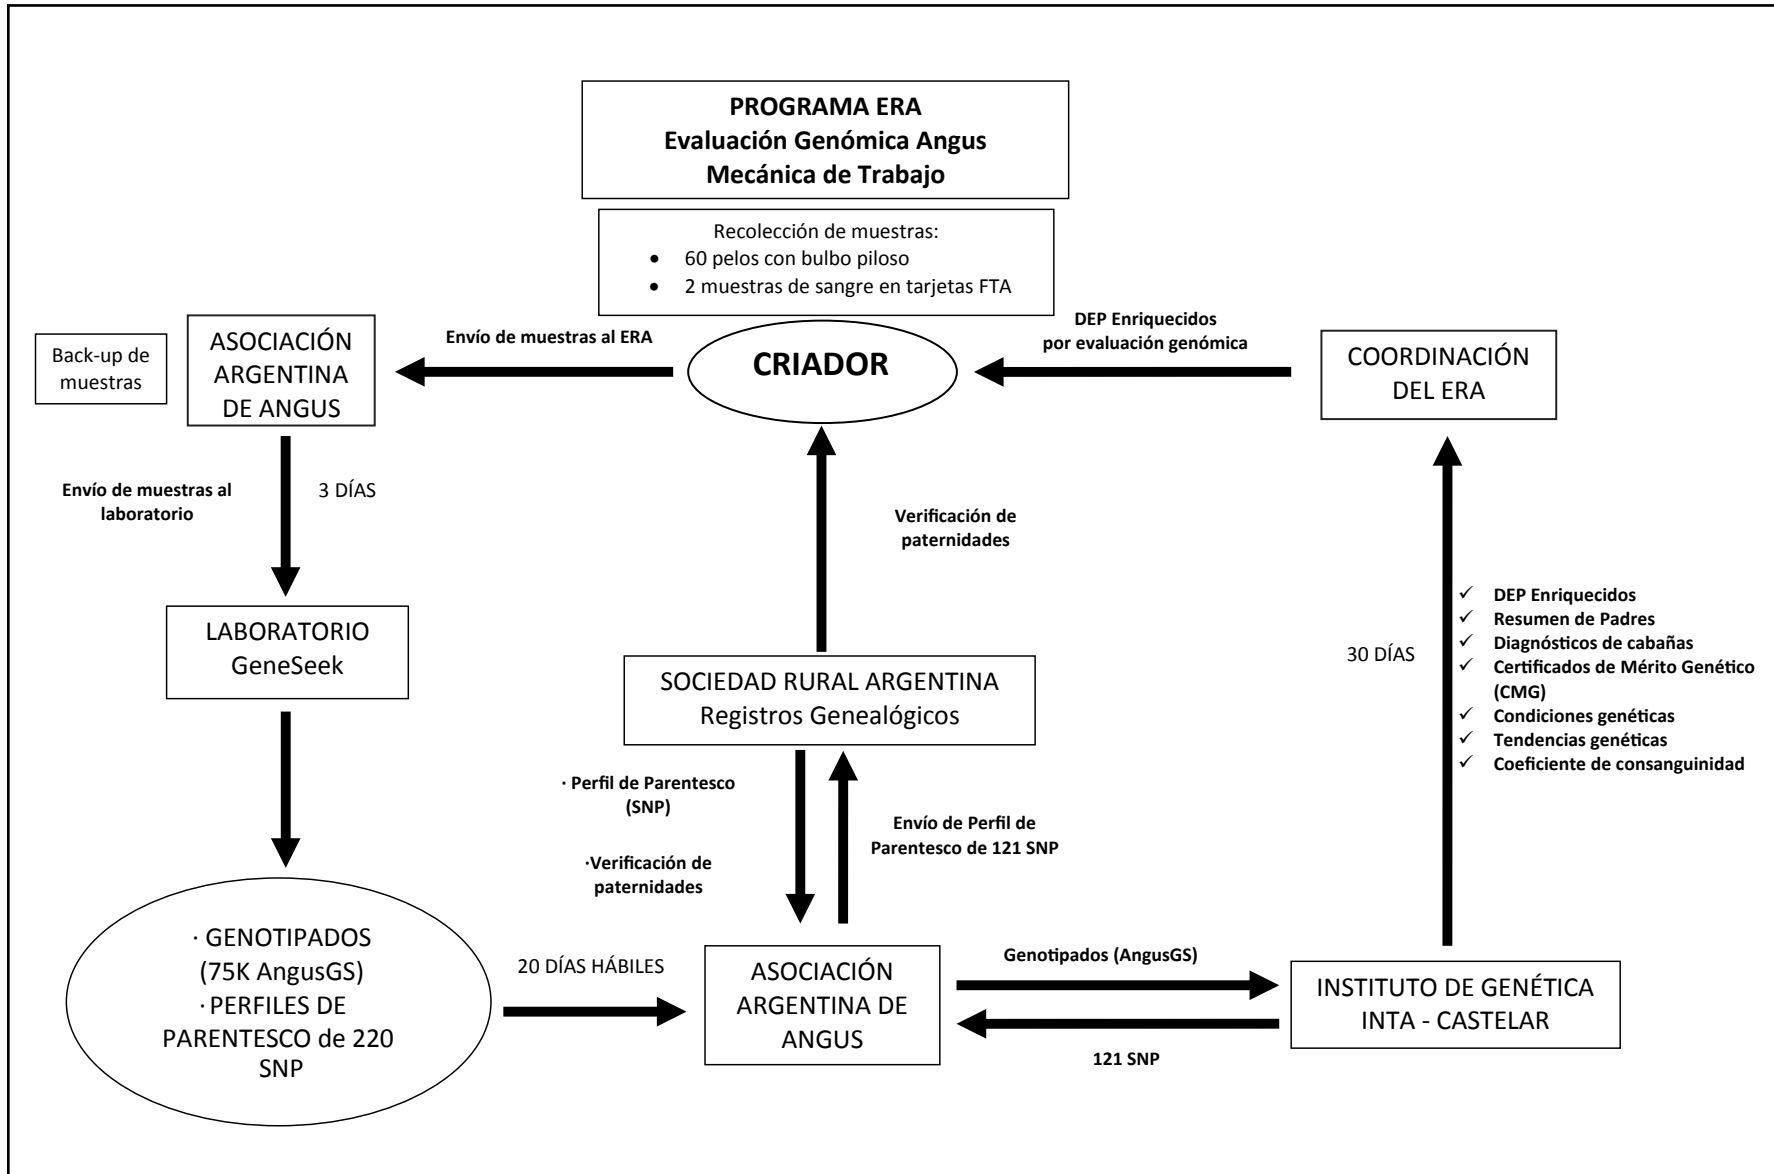 PROGRAMA ERA
Evaluación Genómica Angus
Mecánica de Trabajo
Recolección de muestras:
• 60 pelos con bulbo piloso
• 2 muestras de sangre en tarjetas FTA
Back-up de
muestras
ASOCIACIÓN
ARGENTINA
DE ANGUS
Envío de muestras al ERA
CRIADOR
DEP Enriquecidos
por evaluación genómica
COORDINACIÓN
DEL ERA
Envío de muestras al
laboratorio
3 DÍAS
Verificación de
paternidades
LABORATORIO
GeneSeek
SOCIEDAD RURAL ARGENTINA
Registros Genealógicos
30 DÍAS
✓ DEP Enriquecidos
✓ Resumen de Padres
✓ Diagnósticos de cabañas
✓ Certificados de Mérito Genético
(CMG)
✓ Condiciones genéticas
✓ Tendencias genéticas
✓ Coeficiente de consanguinidad
· Perfil de Parentesco
(SNP)
·Verificación de
paternidades
Envío de Perfil de
Parentesco de 121 SNP
· GENOTIPADOS
(75K AngusGS)
· PERFILES DE
PARENTESCO de 220
SNP
20 DÍAS HÁBILES
ASOCIACIÓN
ARGENTINA DE
ANGUS
Genotipados (AngusGS)
121 SNP
INSTITUTO DE GENÉTICA
INTA - CASTELAR